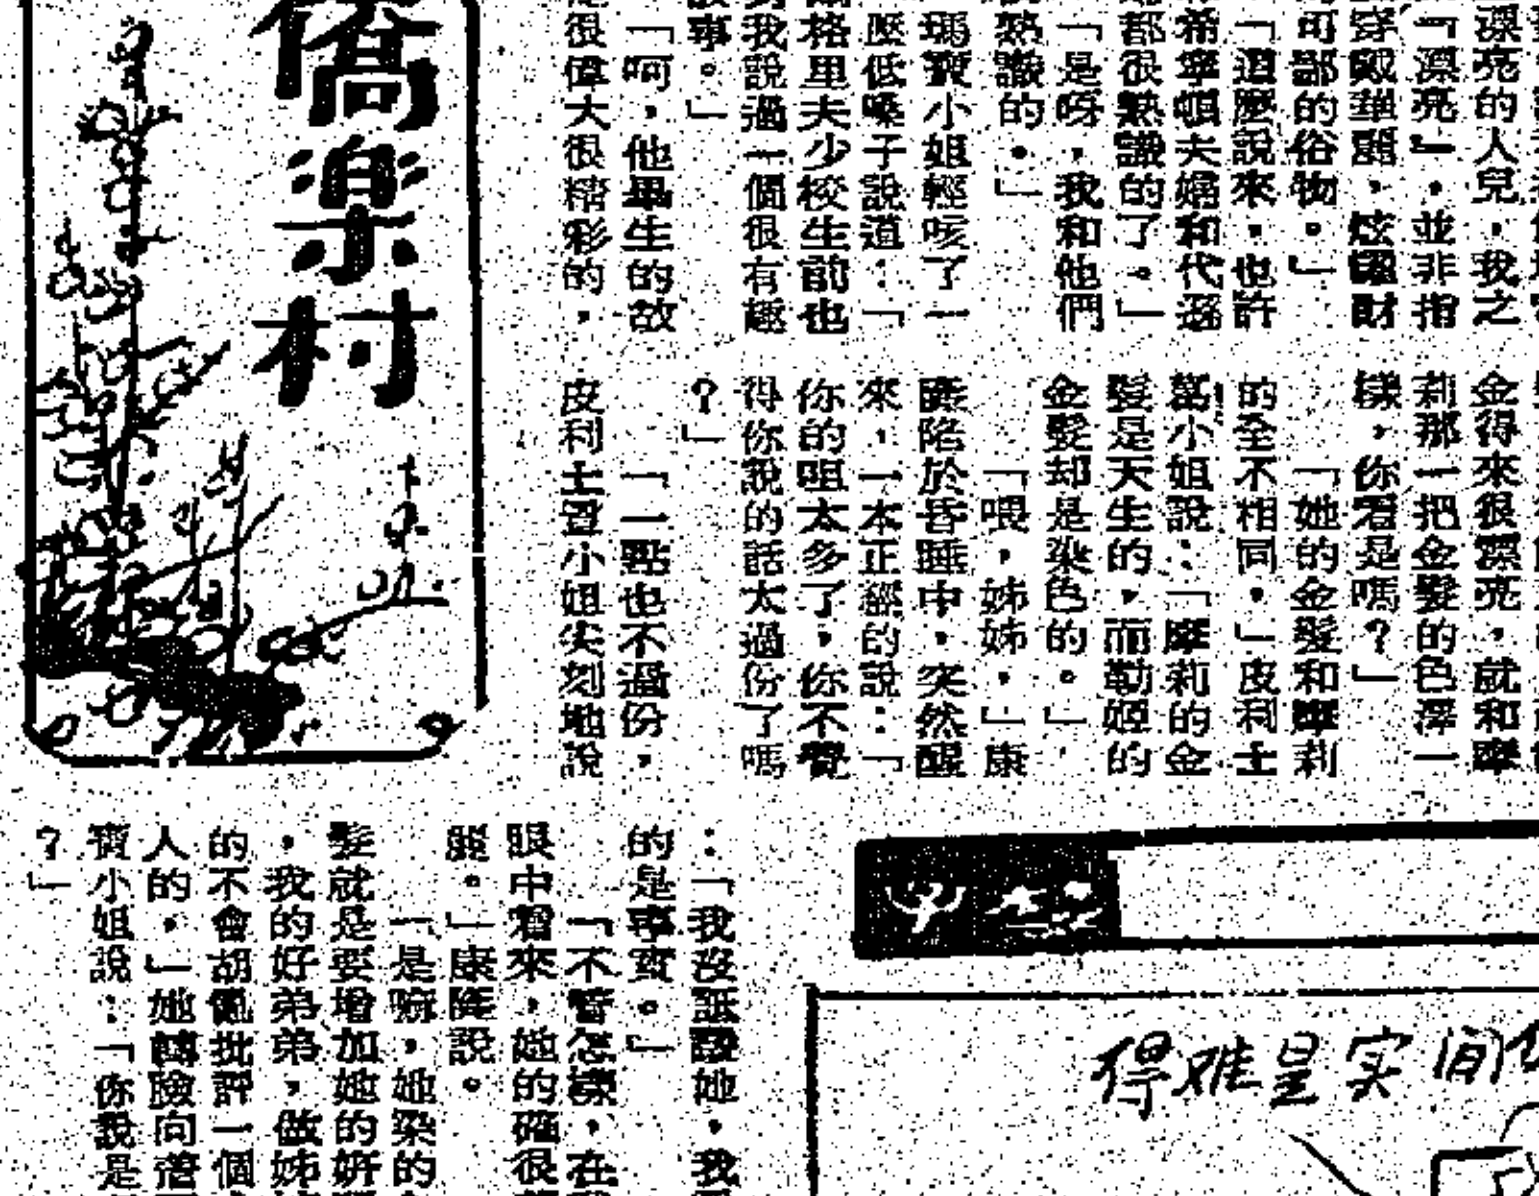 漂亮的人兒，我之
『漂亮』，並非指
穿戴華麗，炫耀財
可鄙的俗物。」
「這麼說來，也許
希寧頓夫婦和代遜
都很熟識的了。」
「是呀，我和他們
熟識的。」
瑪寶小姐輕咳了一
壓低嗓子說道：「
格里夫少校生前也
我說過一個很有趣
事。」
「呵，他畢生的故
很偉大很精彩的，
金得來很漂亮，就和摩
莉那一把金髮的色澤一
樣，你看是嗎？」
「她的金髮和摩莉
的全不相同，」皮利士
葛小姐說：「摩莉的金
髮是天生的，而勒姬的
金髮却是染色的。」
「喂，姊姊，」康
農陷於昏睡中，突然醒
來，一本正經的說：「
你的咀太多了，你不覺
得你說的話太過份了嗎
？」
「一點也不過份，
皮利士葛小姐尖刻地說
：「我沒詆譭她，我
的是事實。」
「不管怎樣，在我
眼中看來，她的確很
麗。」康農說。
「是嘛，她染的
髮就是要增加她的妍
，我的好弟弟，做姊
的不會胡亂批評一個
人的，」她轉臉向着
寶小姐說：「你說是
？」
僑樂村
得难是实间